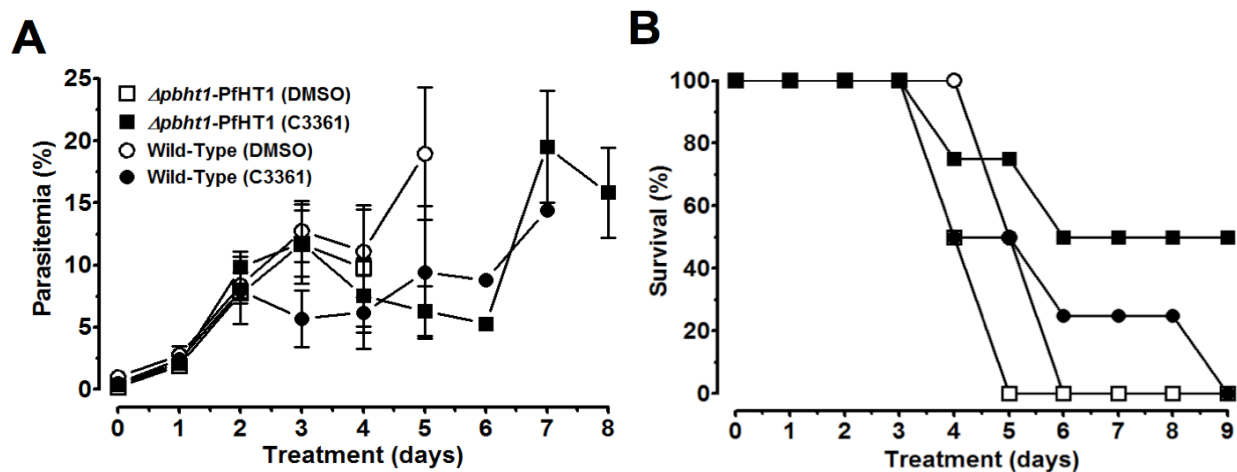 A
25
20
15
10
5
0
Parasitemia (%)
Δpbht1-PfHT1 (DMSO)
Δpbht1-PfHT1 (C3361)
Wild-Type (DMSO)
Wild-Type (C3361)
0 1 2 3 4 5 6 7 8
Treatment (days)
B
100
80
60
40
20
0
Survival (%)
0 1 2 3 4 5 6 7 8 9
Treatment (days)